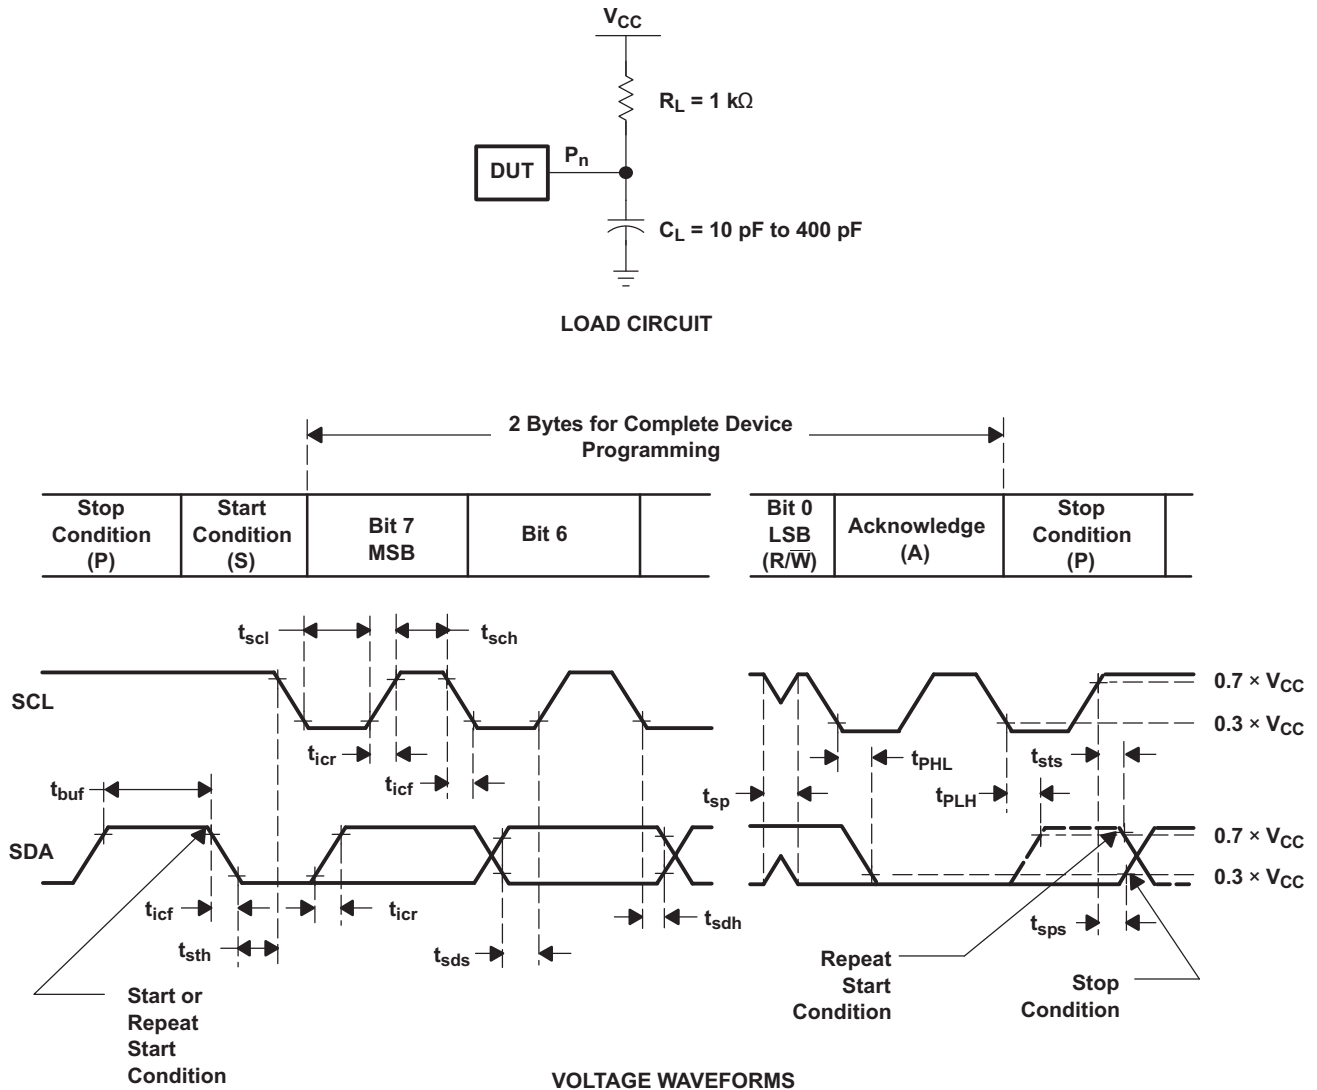 VCC
RL = 1 kΩ
DUT
Pn
CL = 10 pF to 400 pF
LOAD CIRCUIT
2 Bytes for Complete Device
Programming
Stop
Condition
(P)
Start
Condition
(S)
Bit 7
MSB
Bit 6
Bit 0
LSB
(R/W̅)
Acknowledge
(A)
Stop
Condition
(P)
tscl
tsch
SCL
0.7 × VCC
0.3 × VCC
ticr
ticf
tPHL
tsts
tbuf
tsp
tPLH
SDA
0.7 × VCC
0.3 × VCC
ticf
ticr
tsdh
tsth
tsds
tsps
Start or
Repeat
Start
Condition
Repeat
Start
Condition
Stop
Condition
VOLTAGE WAVEFORMS